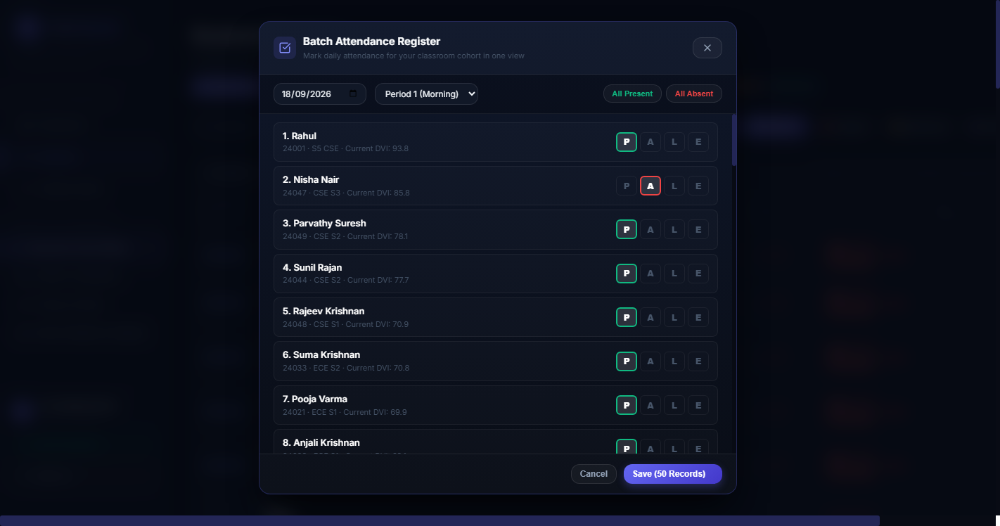 Batch Attendance Register
Mark daily attendance for your classroom cohort in one view
18/09/2026
Period 1 (Morning)
All Present
All Absent
1. Rahul
24001 · S5 CSE · Current DVI: 93.8
P A L E
2. Nisha Nair
24047 · CSE S3 · Current DVI: 85.8
P A L E
3. Parvathy Suresh
24049 · CSE S2 · Current DVI: 78.1
P A L E
4. Sunil Rajan
24044 · CSE S2 · Current DVI: 77.7
P A L E
5. Rajeev Krishnan
24048 · CSE S1 · Current DVI: 70.9
P A L E
6. Suma Krishnan
24033 · ECE S2 · Current DVI: 70.8
P A L E
7. Pooja Varma
24021 · ECE S1 · Current DVI: 69.9
P A L E
8. Anjali Krishnan
P A L E
Cancel
Save (50 Records)